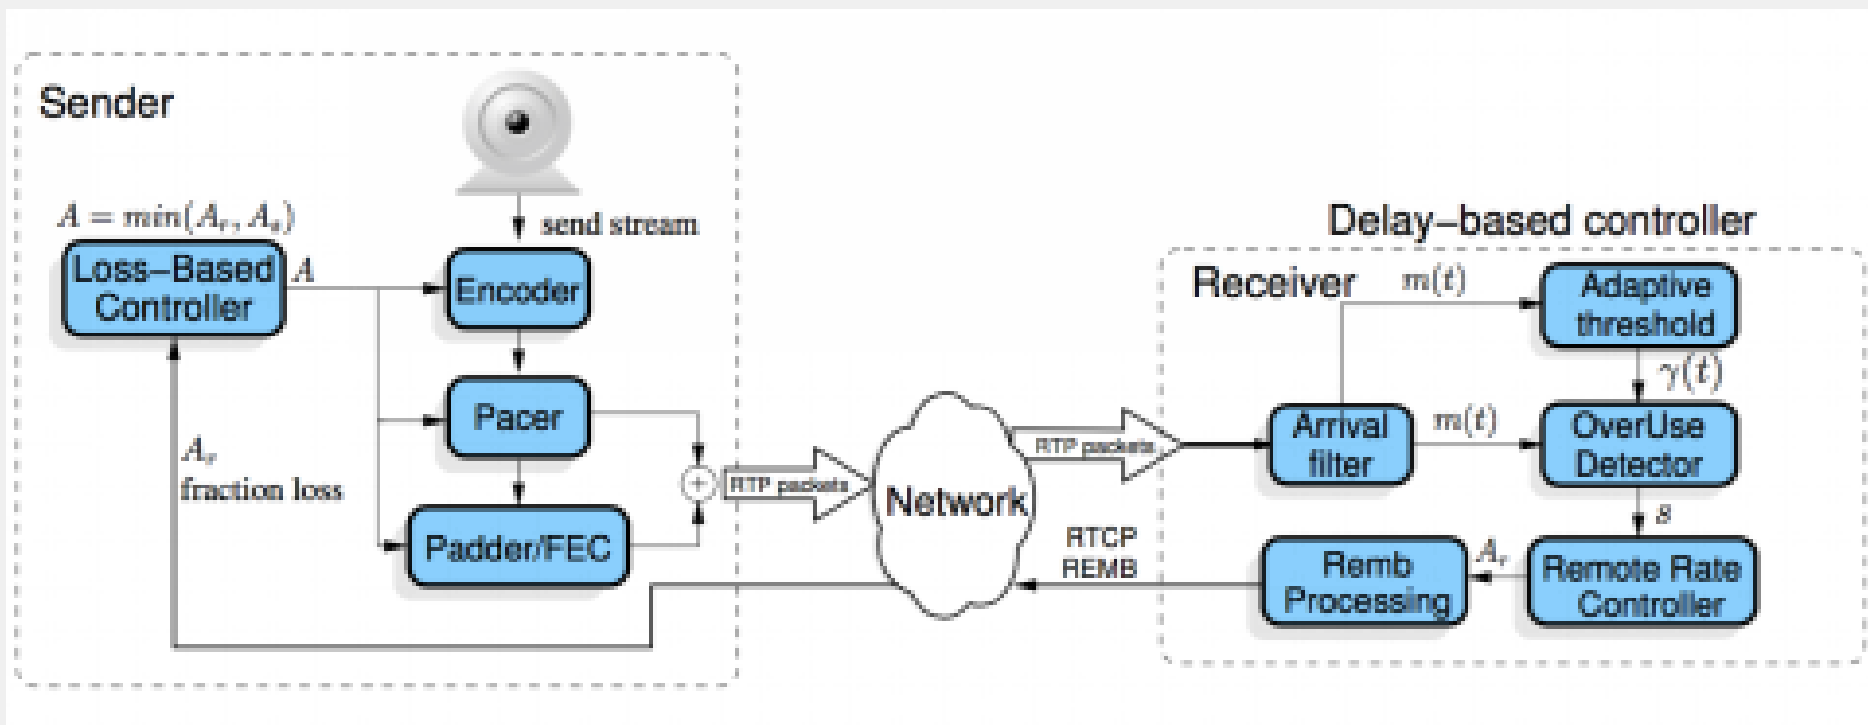 Sender
A = min(Aᵣ, Aₛ)
Loss–Based
Controller
A
send stream
Encoder
Pacer
Padder/FEC
Aᵣ
fraction loss
+
RTP packets
Network
RTP packets
RTCP
REMB
Delay–based controller
Receiver
m(t)
Adaptive
threshold
γ(t)
Arrival
filter
m(t)
OverUse
Detector
s
Remb
Processing
Aᵣ
Remote Rate
Controller